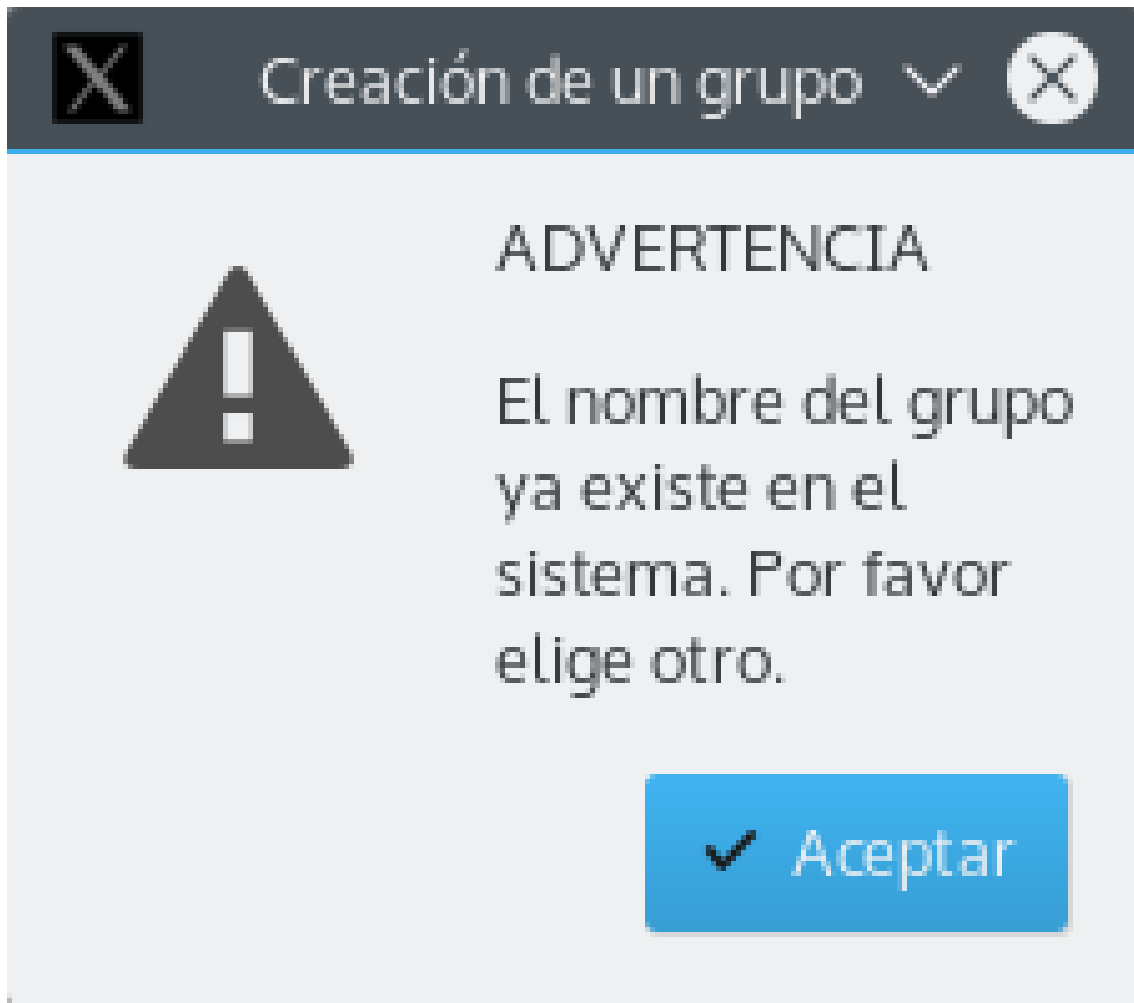 Creación de un grupo
ADVERTENCIA
El nombre del grupo
ya existe en el
sistema. Por favor
elige otro.
Aceptar